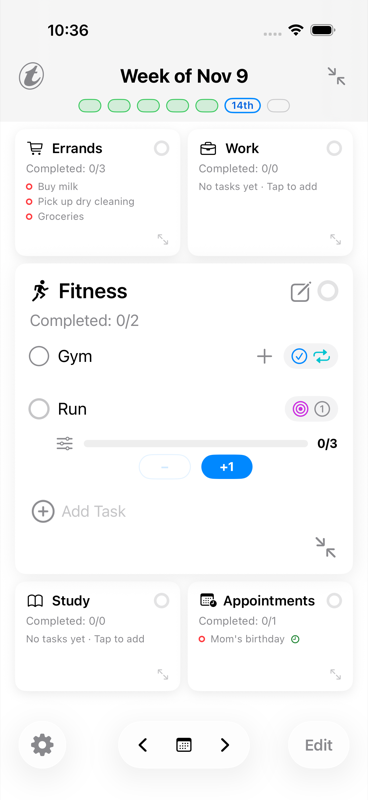 10:36
t
Week of Nov 9
14th
Errands
Completed: 0/3
Buy milk
Pick up dry cleaning
Groceries
Work
Completed: 0/0
No tasks yet · Tap to add
Fitness
Completed: 0/2
Gym
Run
1
0/3
−
+1
Add Task
Study
Completed: 0/0
No tasks yet · Tap to add
Appointments
Completed: 0/1
Mom's birthday
Edit